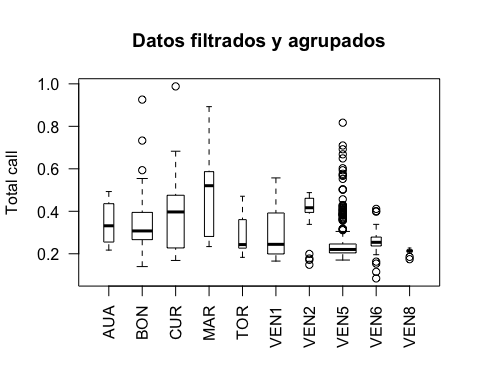 Datos filtrados y agrupados
Total call
1.0
0.8
0.6
0.4
0.2
AUA
BON
CUR
MAR
TOR
VEN1
VEN2
VEN5
VEN6
VEN8